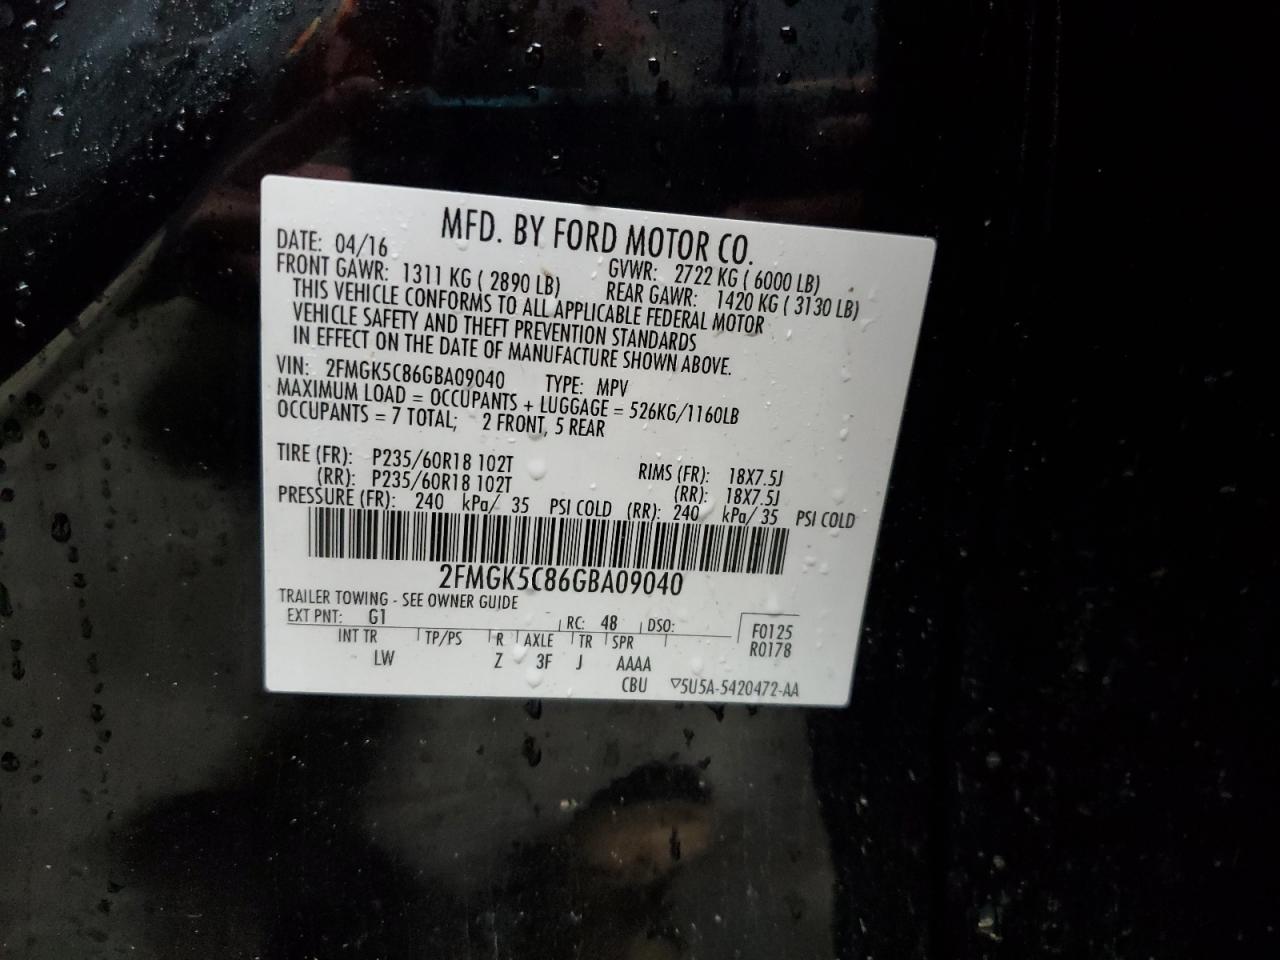 MFD. BY FORD MOTOR CO.
DATE: 04/16 GVWR: 2722 KG ( 6000 LB)
FRONT GAWR: 1311 KG ( 2890 LB) REAR GAWR: 1420 KG ( 3130 LB)
THIS VEHICLE CONFORMS TO ALL APPLICABLE FEDERAL MOTOR
VEHICLE SAFETY AND THEFT PREVENTION STANDARDS
IN EFFECT ON THE DATE OF MANUFACTURE SHOWN ABOVE.
VIN: 2FMGK5C86GBA09040 TYPE: MPV
MAXIMUM LOAD = OCCUPANTS + LUGGAGE = 526KG/1160LB
OCCUPANTS = 7 TOTAL; 2 FRONT, 5 REAR
TIRE (FR): P235/60R18 102T RIMS (FR): 18X7.5J
(RR): P235/60R18 102T (RR): 18X7.5J
PRESSURE (FR): 240 kPa/ 35 PSI COLD (RR): 240 kPa/ 35 PSI COLD
2FMGK5C86GBA09040
TRAILER TOWING - SEE OWNER GUIDE
EXT PNT: G1 RC: 48 DSO: F0125
INT TR TP/PS R AXLE TR SPR R0178
LW Z 3F J AAAA
CBU ▽5U5A-5420472-AA